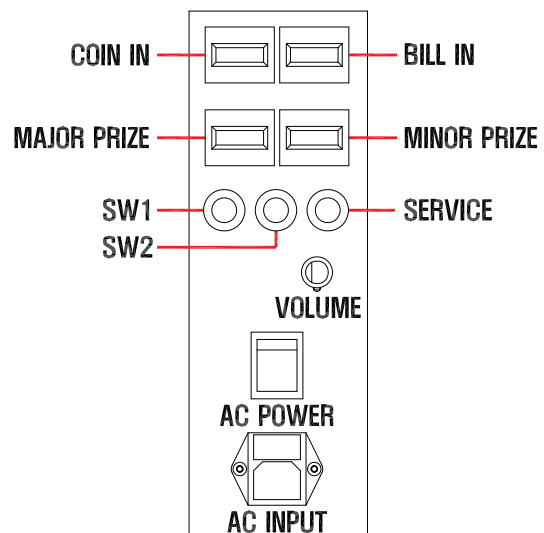 COIN IN
BILL IN
MAJOR PRIZE
MINOR PRIZE
SW1
SERVICE
SW2
VOLUME
AC POWER
AC INPUT